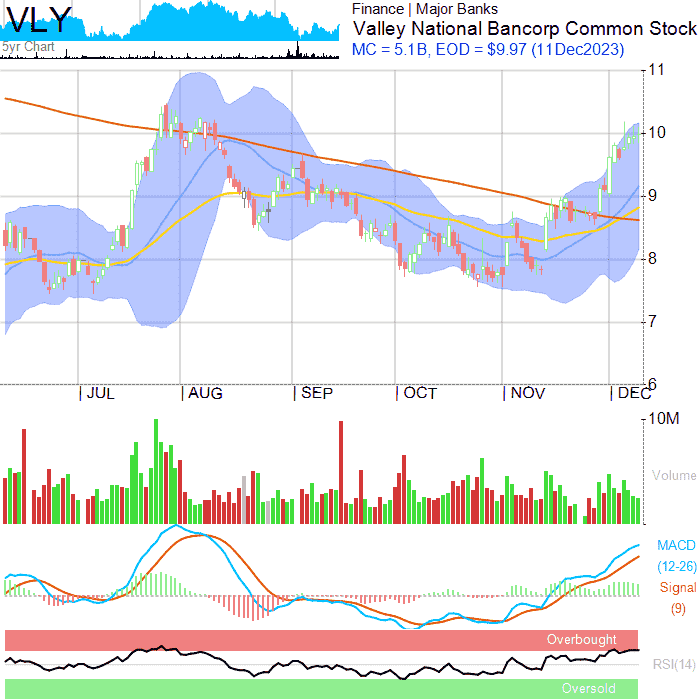 VLY
5yr Chart
Finance | Major Banks
Valley National Bancorp Common Stock
MC = 5.1B, EOD = $9.97 (11Dec2023)
11
10
9
8
7
6
| JUL | AUG | SEP | OCT | NOV | DEC
10M
Volume
MACD
(12-26)
Signal
(9)
Overbought
RSI(14)
Oversold